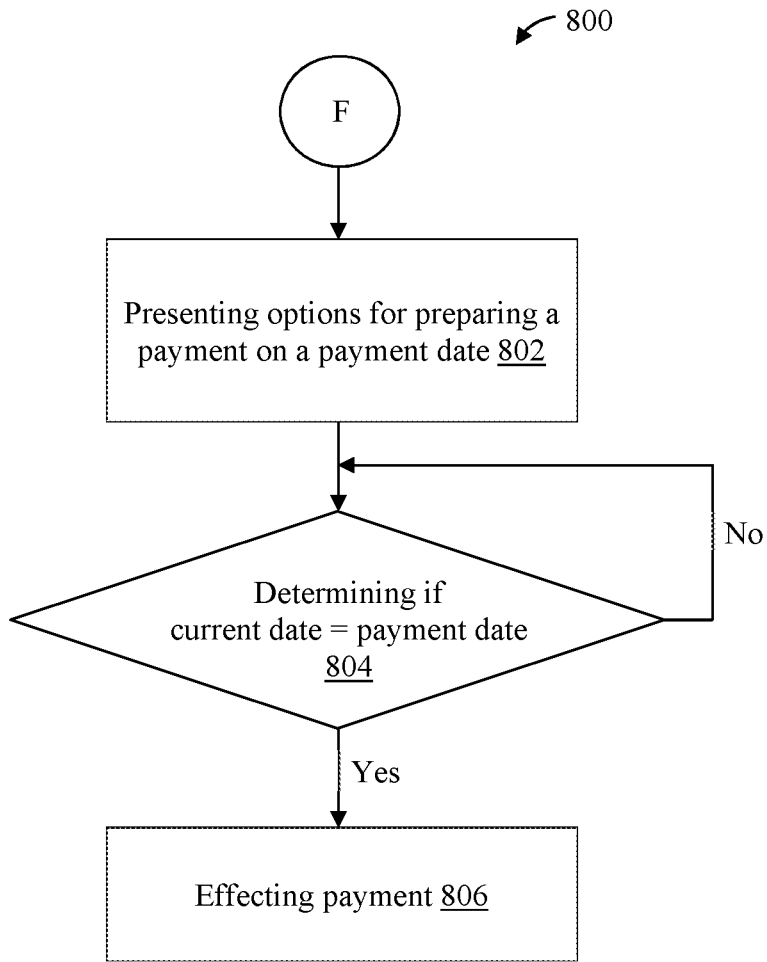 800
F
Presenting options for preparing a
payment on a payment date 802
No
Determining if
current date = payment date
804
Yes
Effecting payment 806